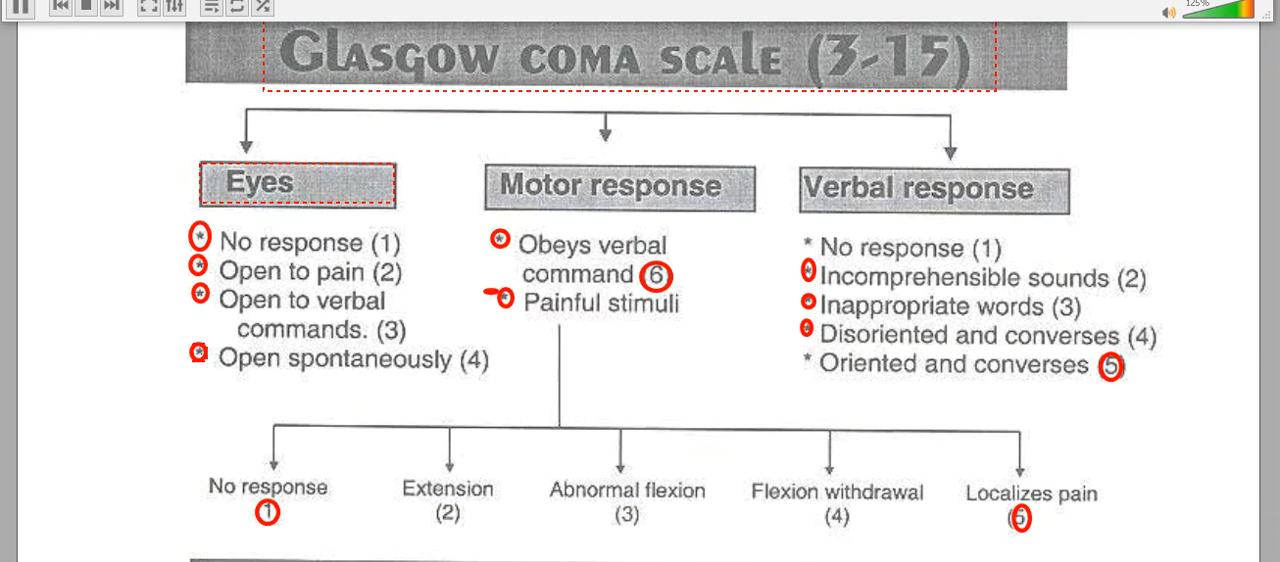 125%
Glasgow coma scale (3-15)
Eyes
Motor response
Verbal response
* No response (1)
* Open to pain (2)
* Open to verbal
commands. (3)
* Open spontaneously (4)
* Obeys verbal
command (6)
* Painful stimuli
* No response (1)
* Incomprehensible sounds (2)
* Inappropriate words (3)
* Disoriented and converses (4)
* Oriented and converses (5)
No response
1
Extension
(2)
Abnormal flexion
(3)
Flexion withdrawal
(4)
Localizes pain
(5